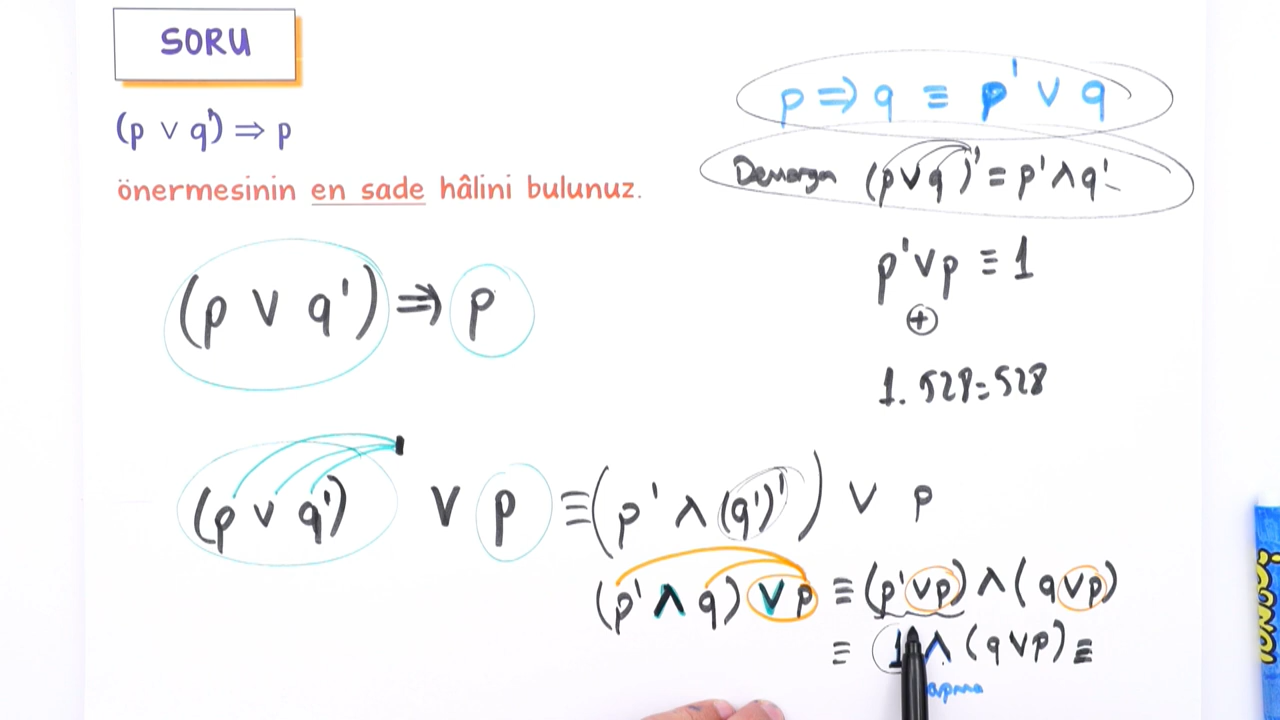 SORU
(p ∨ q') ⇒ p
önermesinin en sade hâlini bulunuz.
p ⇒ q ≡ p' ∨ q
Demorgan (p∨q)' = p'∧q'
p'∨p ≡ 1
+
1. 528=528
(p ∨ q') ⇒ p
(p ∨ q')' ∨ p ≡ (p' ∧ (q')') ∨ p
(p' ∧ q) ∨ p ≡ (p'∨p) ∧ (q∨p)
≡ 1 ∧ (q∨p) ≡